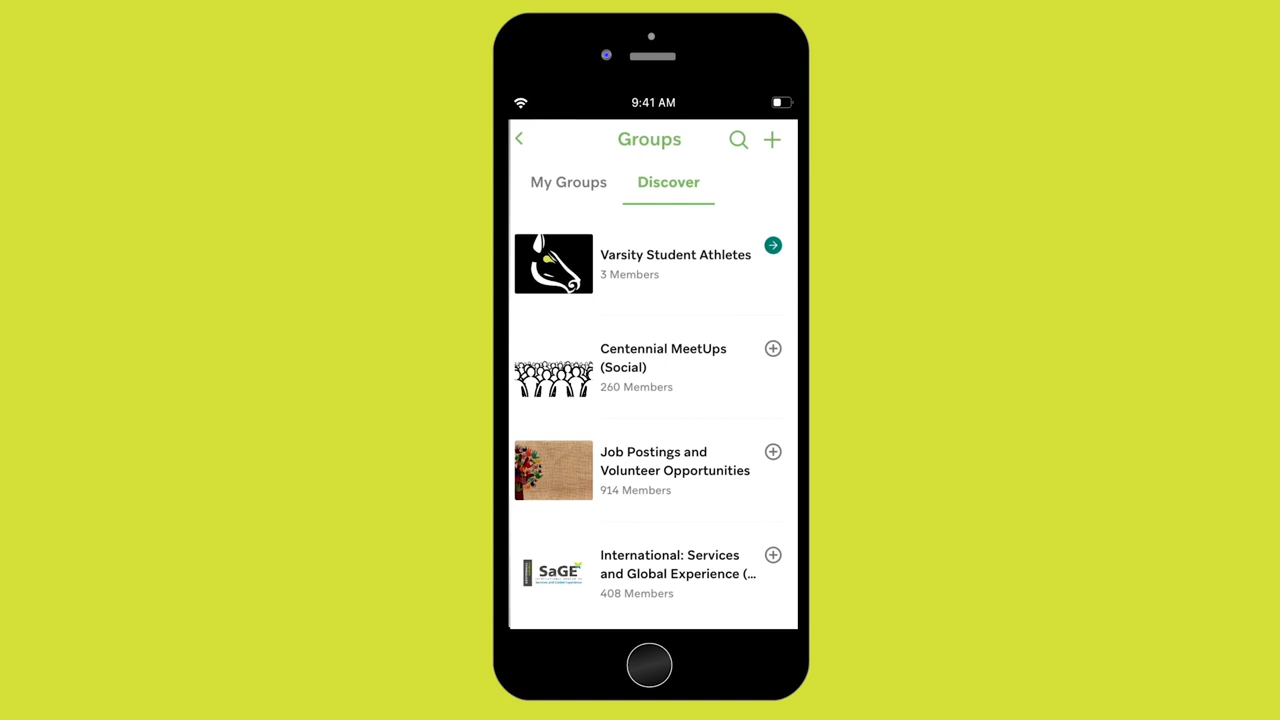 9:41 AM
Groups
My Groups
Discover
Varsity Student Athletes
3 Members
Centennial MeetUps
(Social)
260 Members
Job Postings and
Volunteer Opportunities
914 Members
International: Services
and Global Experience (...
408 Members
SaGE